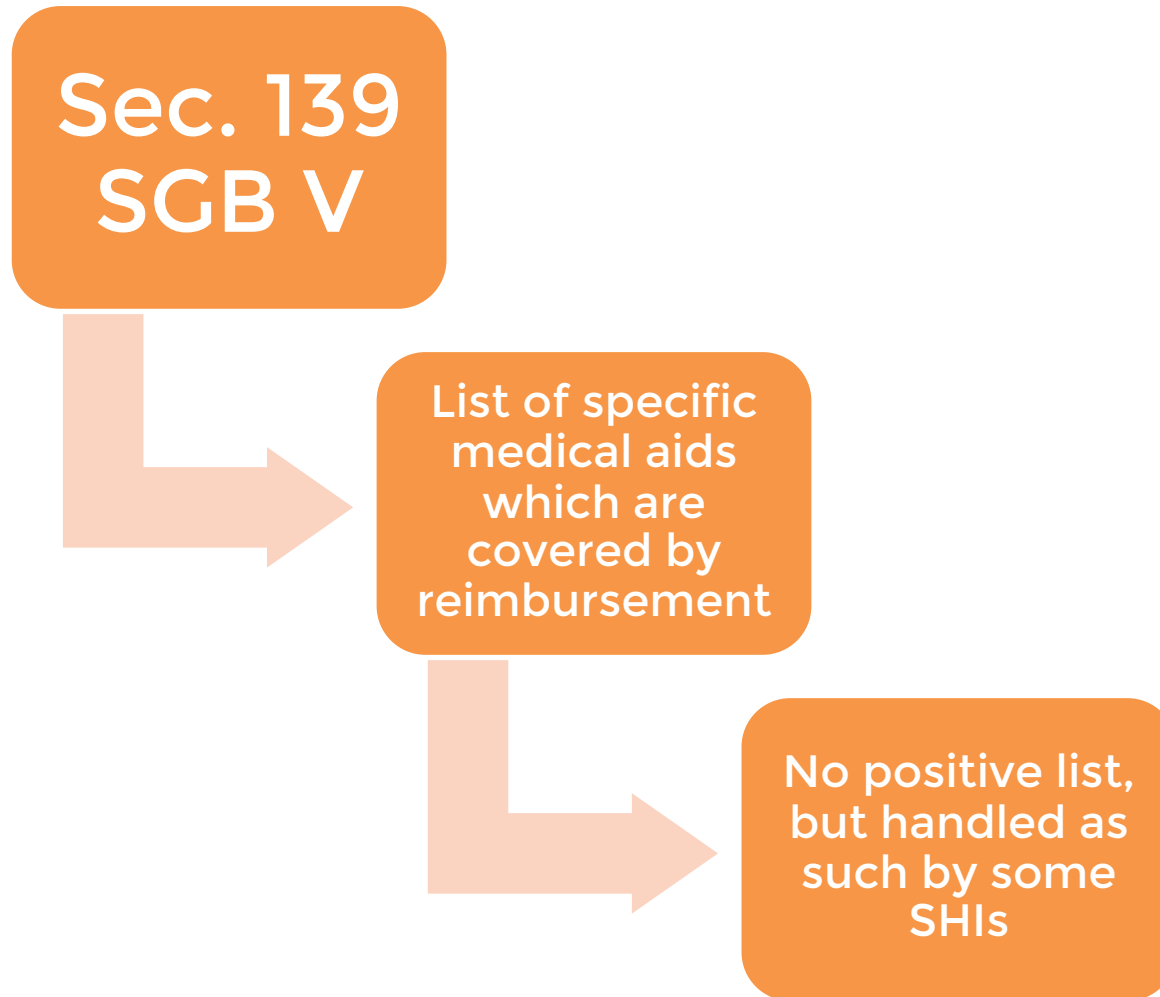 Sec. 139
SGB V
List of specific
medical aids
which are
covered by
reimbursement
No positive list,
but handled as
such by some
SHIs